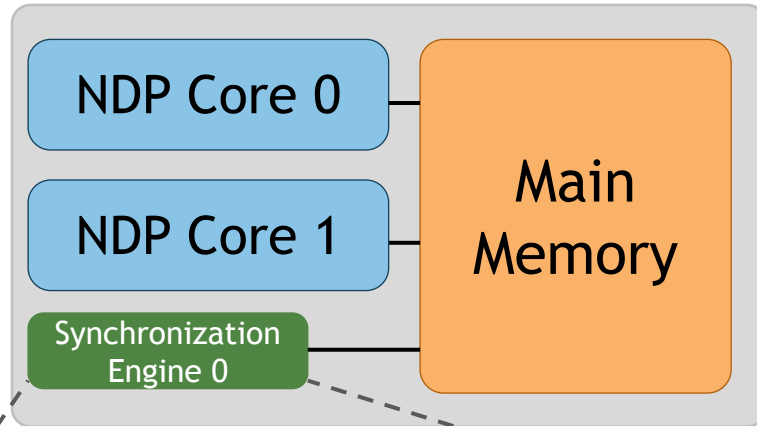 NDP Core 0
NDP Core 1
Synchronization
Engine 0
Main
Memory